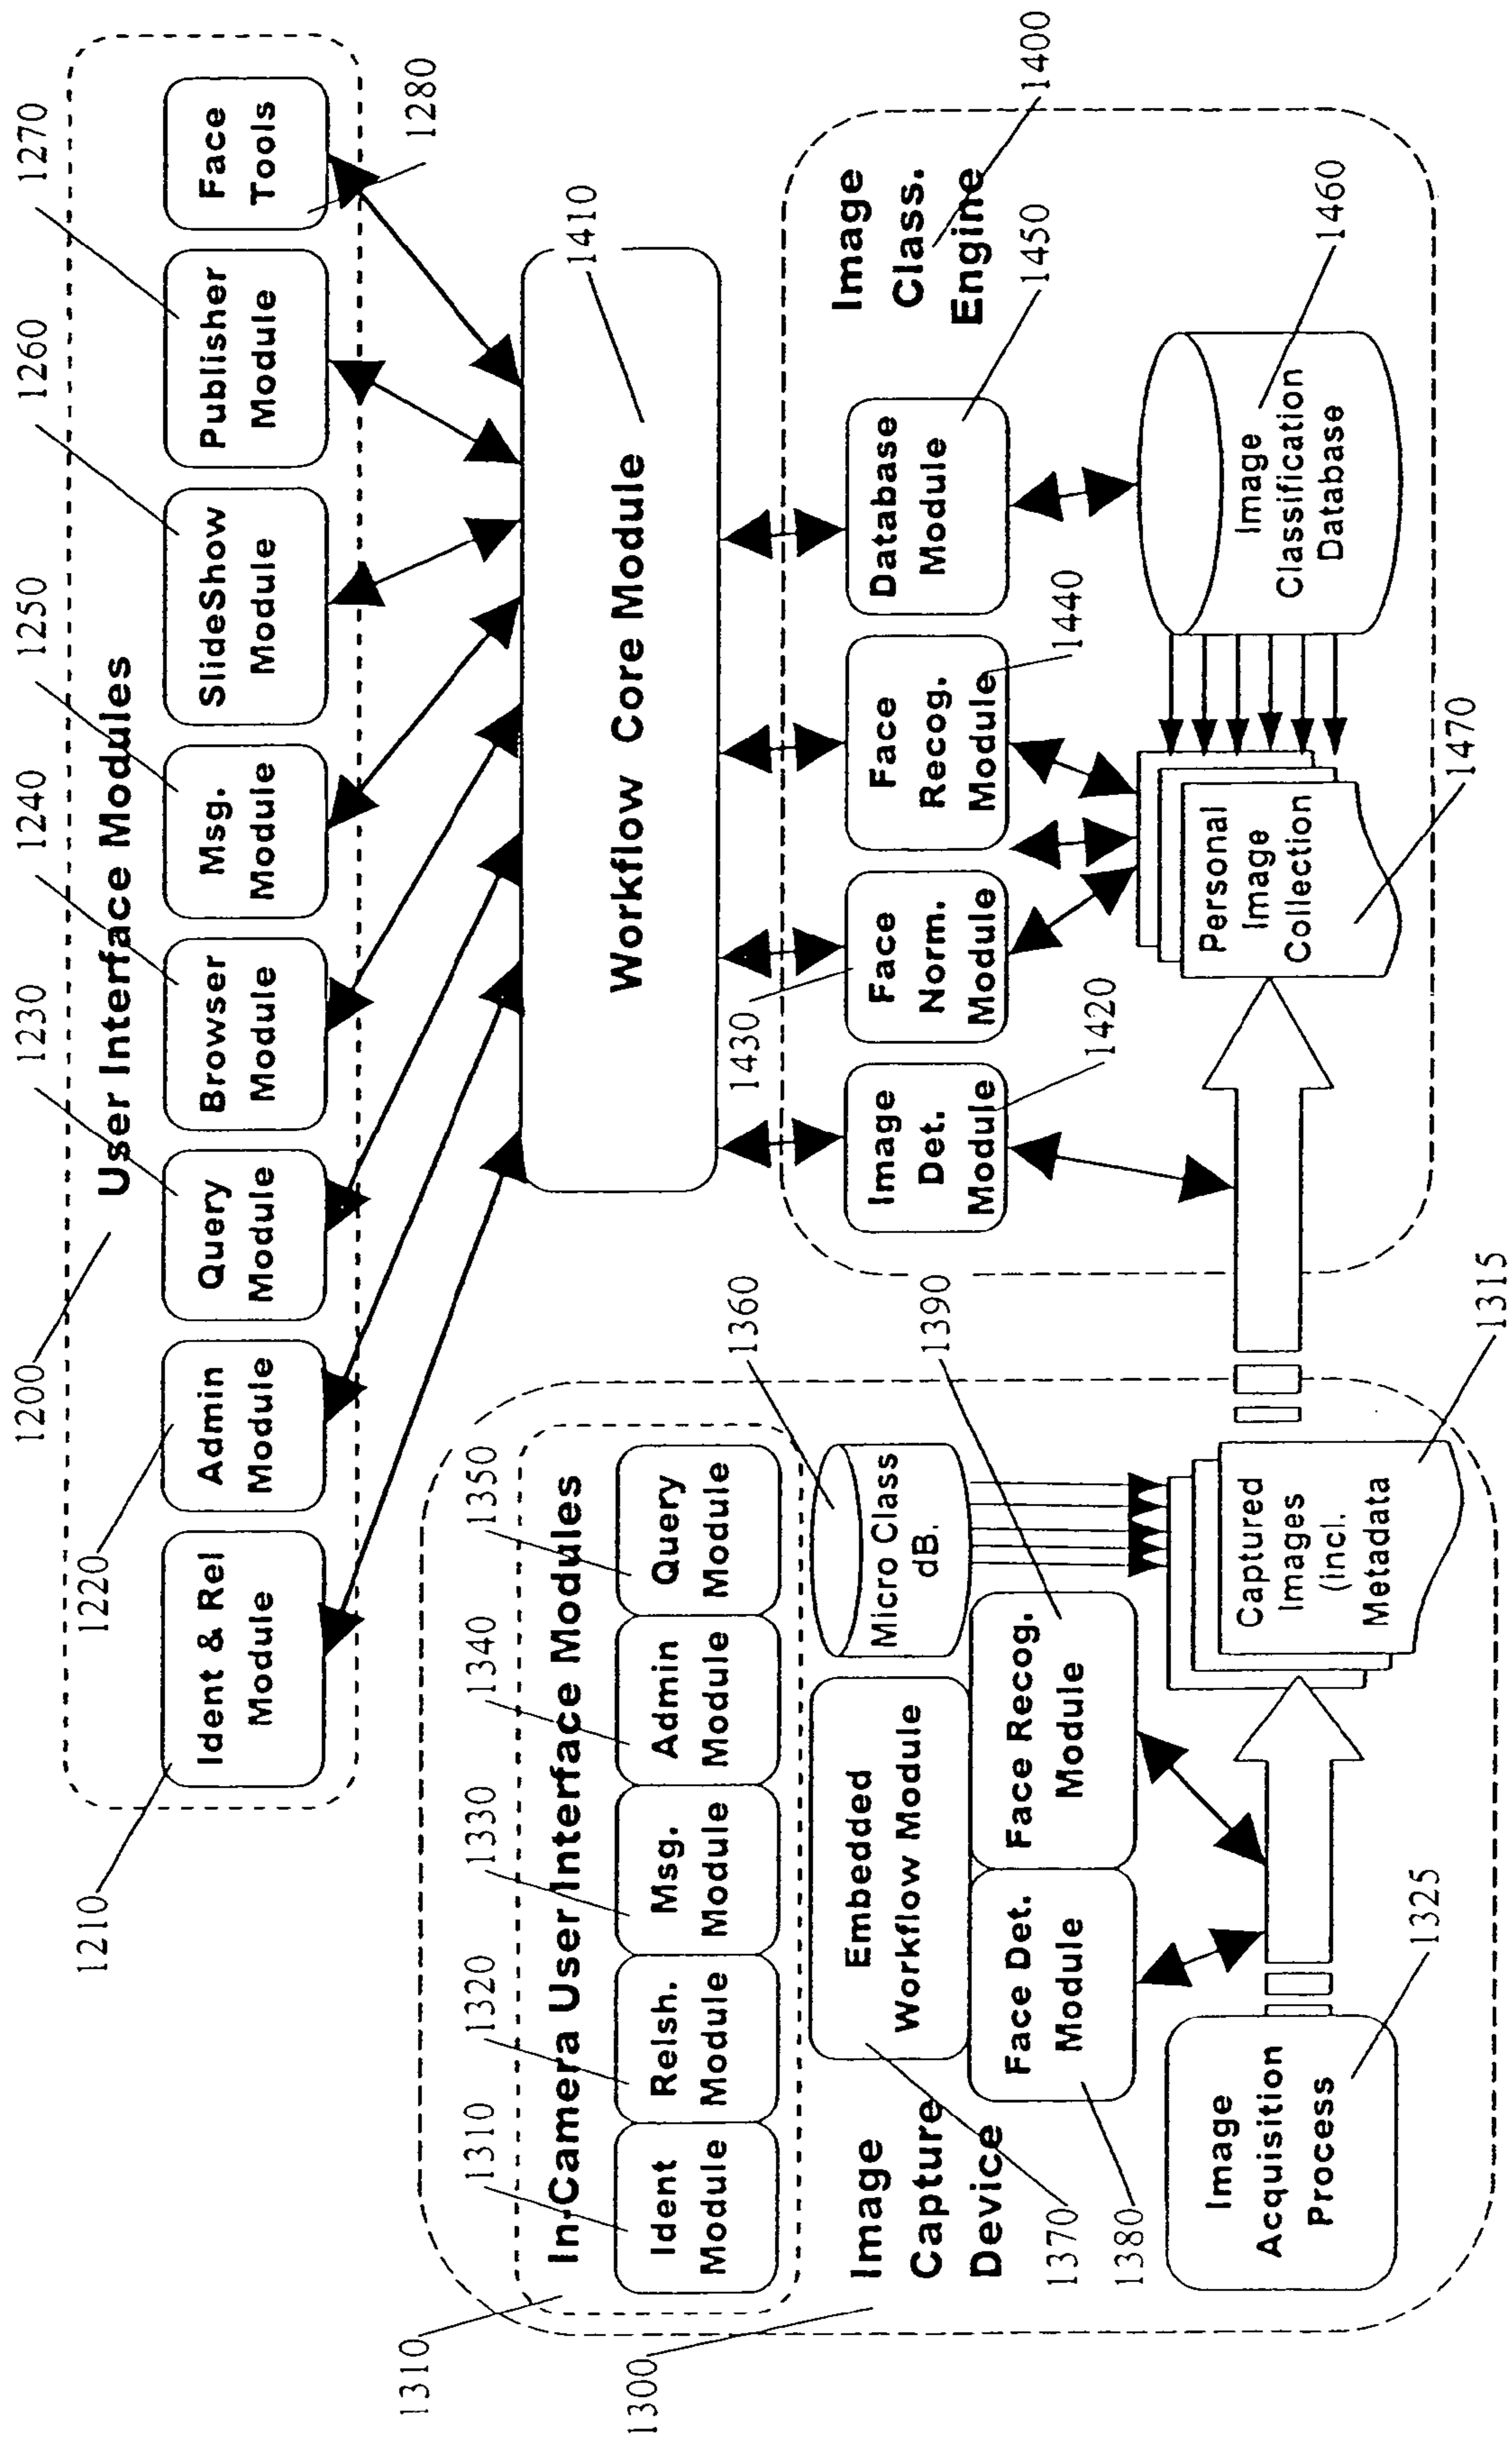 1200
User Interface Modules
1210
1220
1230
1240
1250
1260
1270
1280
Ident & Rel
Module
Admin
Module
Query
Module
Browser
Module
Msg.
Module
SlideShow
Module
Publisher
Module
Face
Tools
Workflow Core Module
1410
1310
In-Camera User Interface Modules
1310
1320
1330
1340
1350
Ident
Module
Relsh.
Module
Msg.
Module
Admin
Module
Query
Module
1300
Image
Capture
Device
1370
1380
Embedded
Workflow Module
Micro Class
dB.
1360
1390
Face Det.
Module
Face Recog.
Module
Image
Acquisition
Process
1325
Captured
Images
(incl.
Metadata
1315
Image
Class.
Engine
1400
1430
Image
Det.
Module
1420
Face
Norm.
Module
Face
Recog.
Module
1440
Database
Module
1450
Personal
Image
Collection
1470
Image
Classification
Database
1460